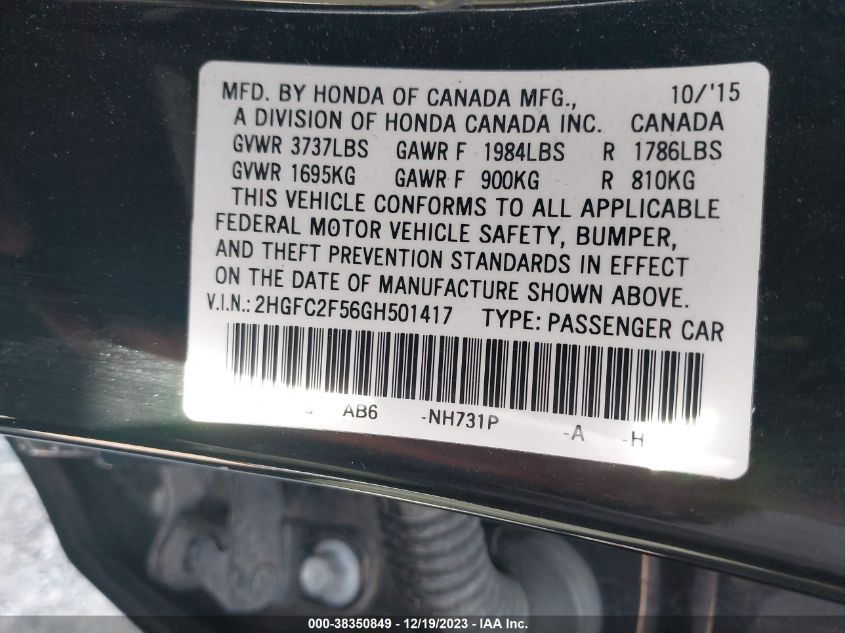 MFD. BY HONDA OF CANADA MFG., 10/'15
A DIVISION OF HONDA CANADA INC. CANADA
GVWR 3737LBS GAWR F 1984LBS R 1786LBS
GVWR 1695KG GAWR F 900KG R 810KG
THIS VEHICLE CONFORMS TO ALL APPLICABLE
FEDERAL MOTOR VEHICLE SAFETY, BUMPER,
AND THEFT PREVENTION STANDARDS IN EFFECT
ON THE DATE OF MANUFACTURE SHOWN ABOVE.
V.I.N.: 2HGFC2F56GH501417 TYPE: PASSENGER CAR
AB6 -NH731P -A -H
000-38350849 - 12/19/2023 - IAA Inc.